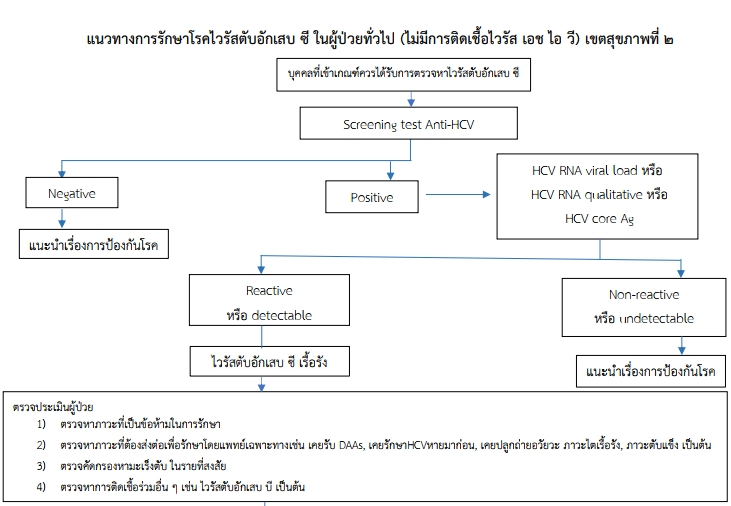 แนวทางการรักษาโรคไวรัสตับอักเสบ ซี ในผู้ป่วยทั่วไป (ไม่มีการติดเชื้อไวรัส เอช ไอ วี) เขตสุขภาพที่ ๒
บุคคลที่เข้าเกณฑ์ควรได้รับการตรวจหาไวรัสตับอักเสบ ซี
Screening test Anti-HCV
Negative
แนะนำเรื่องการป้องกันโรค
Positive
HCV RNA viral load หรือ
HCV RNA qualitative หรือ
HCV core Ag
Reactive
หรือ detectable
ไวรัสตับอักเสบ ซี เรื้อรัง
Non-reactive
หรือ undetectable
แนะนำเรื่องการป้องกันโรค
ตรวจประเมินผู้ป่วย
1) ตรวจหาภาวะที่เป็นข้อห้ามในการรักษา
2) ตรวจหาภาวะที่ต้องส่งต่อเพื่อรักษาโดยแพทย์เฉพาะทางเช่น เคยรับ DAAs, เคยรักษาHCVหายมาก่อน, เคยปลูกถ่ายอวัยวะ ภาวะไตเรื้อรัง, ภาวะตับแข็ง เป็นต้น
3) ตรวจคัดกรองหามะเร็งตับ ในรายที่สงสัย
4) ตรวจหาการติดเชื้อร่วมอื่น ๆ เช่น ไวรัสตับอักเสบ บี เป็นต้น